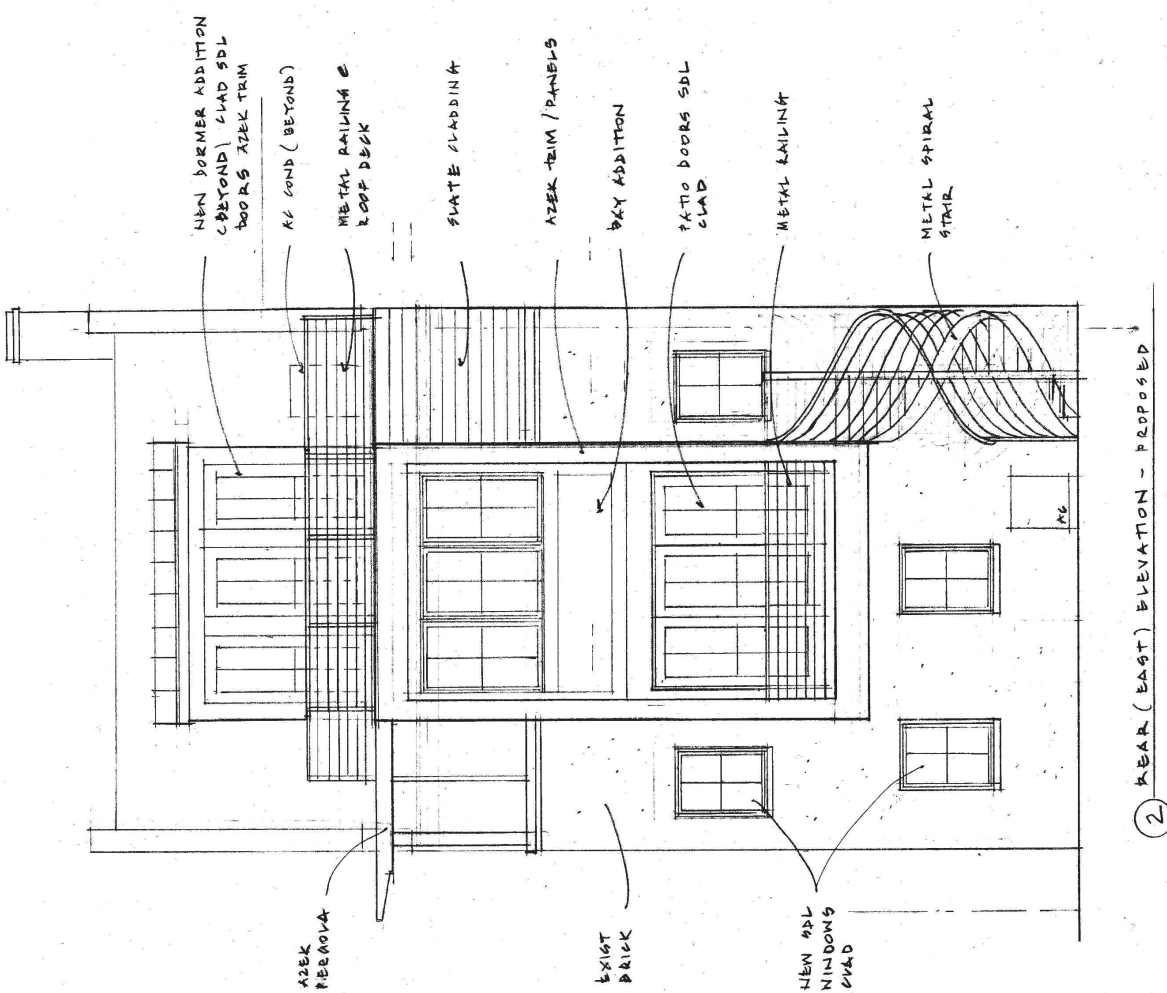 NEW DORMER ADDITION
(BEYOND) CLAD SDL
DOORS AZEK TRIM
AC COND (BEYOND)
METAL RAILING @
ROOF DECK
SLATE CLADDING
AZEK TRIM / PANELS
BAY ADDITION
PATIO DOORS SDL
CLAD
METAL RAILING
METAL SPIRAL
STAIR
AZEK
PERGOLA
EXIST
BRICK
NEW SDL
WINDOWS
CLAD
AC
2 REAR (EAST) ELEVATION - PROPOSED